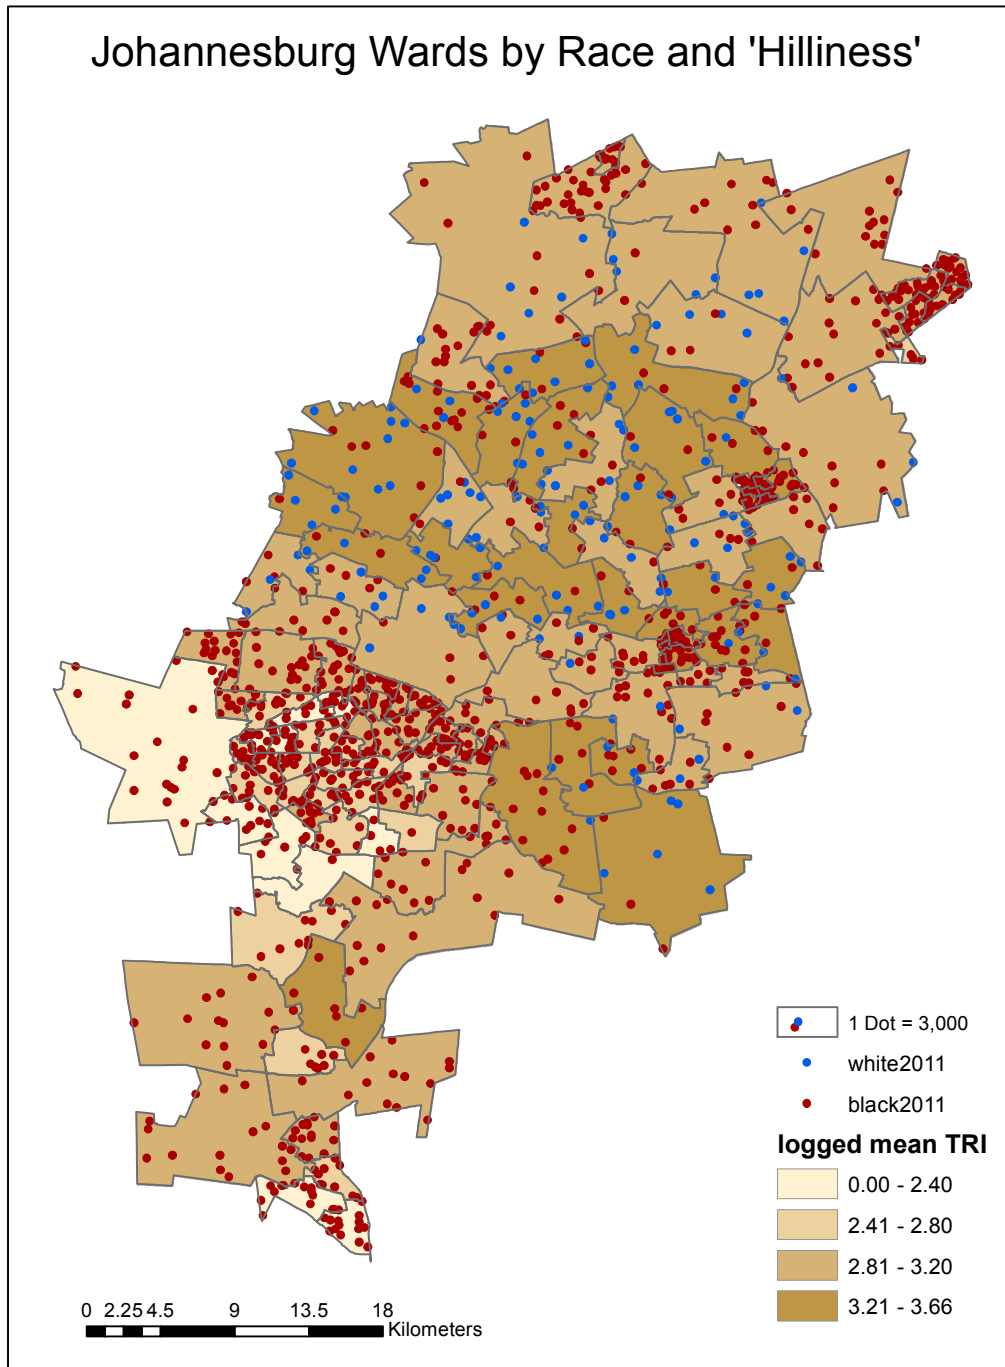 Johannesburg Wards by Race and 'Hilliness'
1 Dot = 3,000
white2011
black2011
logged mean TRI
0.00 - 2.40
2.41 - 2.80
2.81 - 3.20
3.21 - 3.66
0 2.25 4.5 9 13.5 18
Kilometers